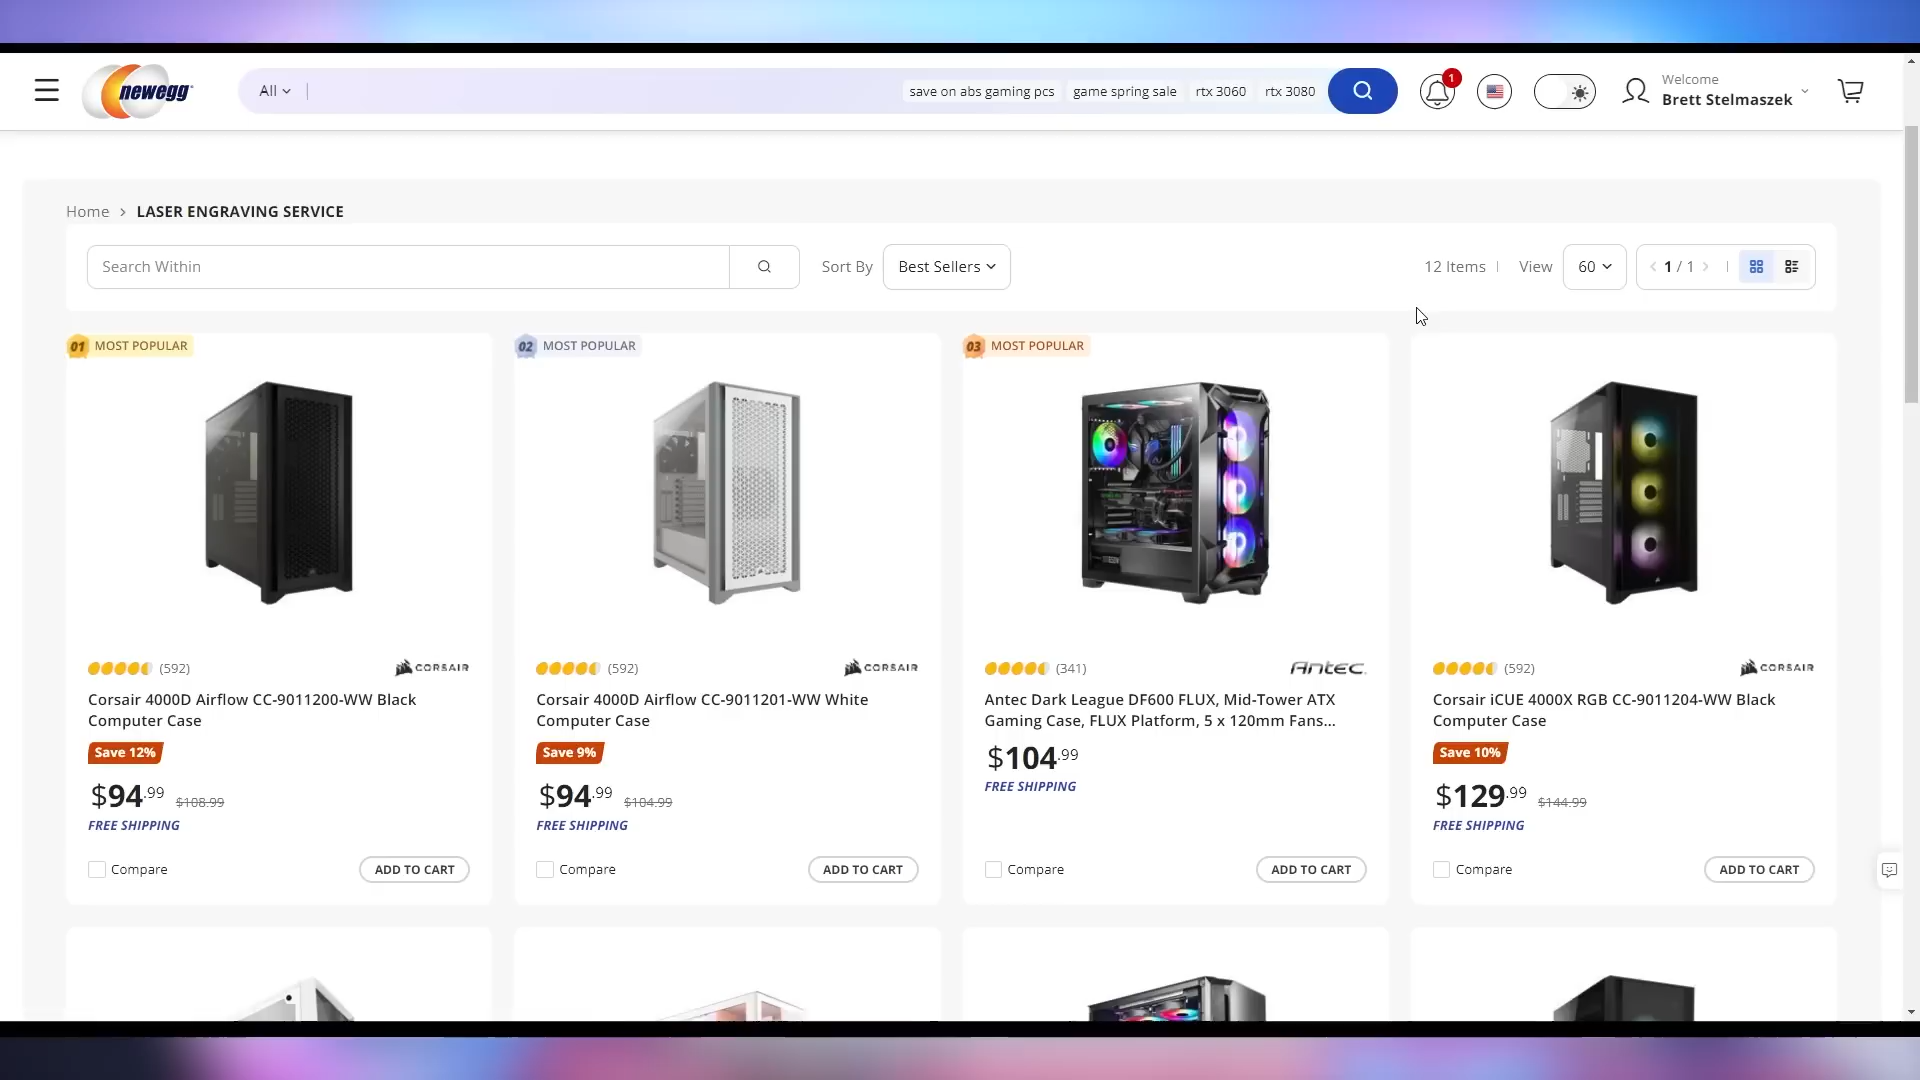 newegg
All
save on abs gaming pcs
game spring sale
rtx 3060
rtx 3080
1
Welcome
Brett Stelmaszek
Home > LASER ENGRAVING SERVICE
Search Within
Sort By
Best Sellers
12 Items
View
60
1 / 1
01 MOST POPULAR
02 MOST POPULAR
03 MOST POPULAR
(592)
CORSAIR
Corsair 4000D Airflow CC-9011200-WW Black
Computer Case
Save 12%
$94.99 $108.99
FREE SHIPPING
Compare
ADD TO CART
(592)
CORSAIR
Corsair 4000D Airflow CC-9011201-WW White
Computer Case
Save 9%
$94.99 $104.99
FREE SHIPPING
Compare
ADD TO CART
(341)
Antec.
Antec Dark League DF600 FLUX, Mid-Tower ATX
Gaming Case, FLUX Platform, 5 x 120mm Fans...
$104.99
FREE SHIPPING
Compare
ADD TO CART
(592)
CORSAIR
Corsair iCUE 4000X RGB CC-9011204-WW Black
Computer Case
Save 10%
$129.99 $144.99
FREE SHIPPING
Compare
ADD TO CART